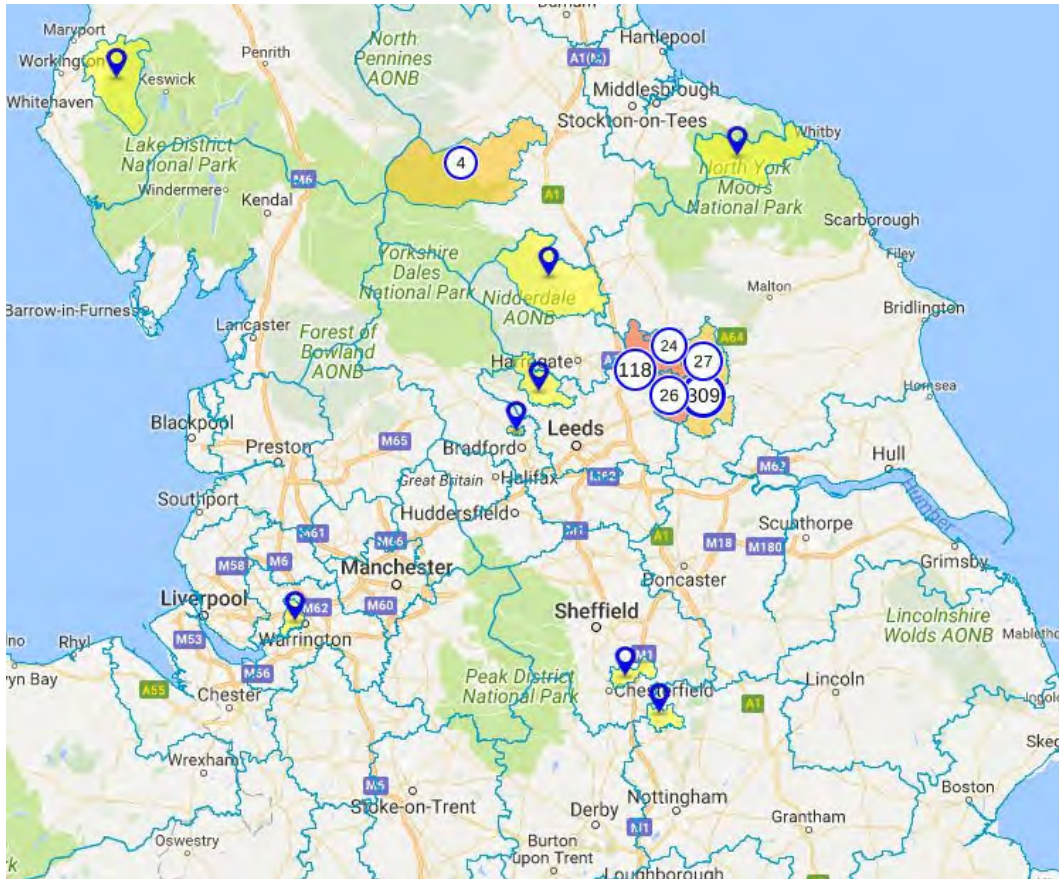 Durham
Maryport
North
Pennines
AONB
Hartlepool
A1(M)
Workington
Penrith
Keswick
Middlesbrough
Stockton-on-Tees
Whitehaven
Whitby
Lake District
National Park
4
North York
Moors
National Park
M6
A1
Windermere
Kendal
Scarborough
Yorkshire
Dales
National Park
Filey
Nidderdale
AONB
Malton
Barrow-in-Furness
Bridlington
Lancaster
Forest of
Bowland
AONB
A64
24
Harrogate
27
118
26
309
Hornsea
Blackpool
Preston
M65
Bradford
Leeds
Hull
M62
Great Britain
Halifax
M62
Southport
Huddersfield
Humber
M61
M66
M1
A1
M18
M180
Scunthorpe
Grimsby
M58
M6
Manchester
Doncaster
Liverpool
M62
M60
Sheffield
Lincolnshire
Wolds AONB
Rhyl
M53
Warrington
M56
M1
Peak District
National Park
Chesterfield
Lincoln
A55
Chester
A1
Wrexham
M6
Stoke-on-Trent
Boston
Nottingham
Derby
Grantham
M1
Oswestry
Burton
upon Trent
Loughborough